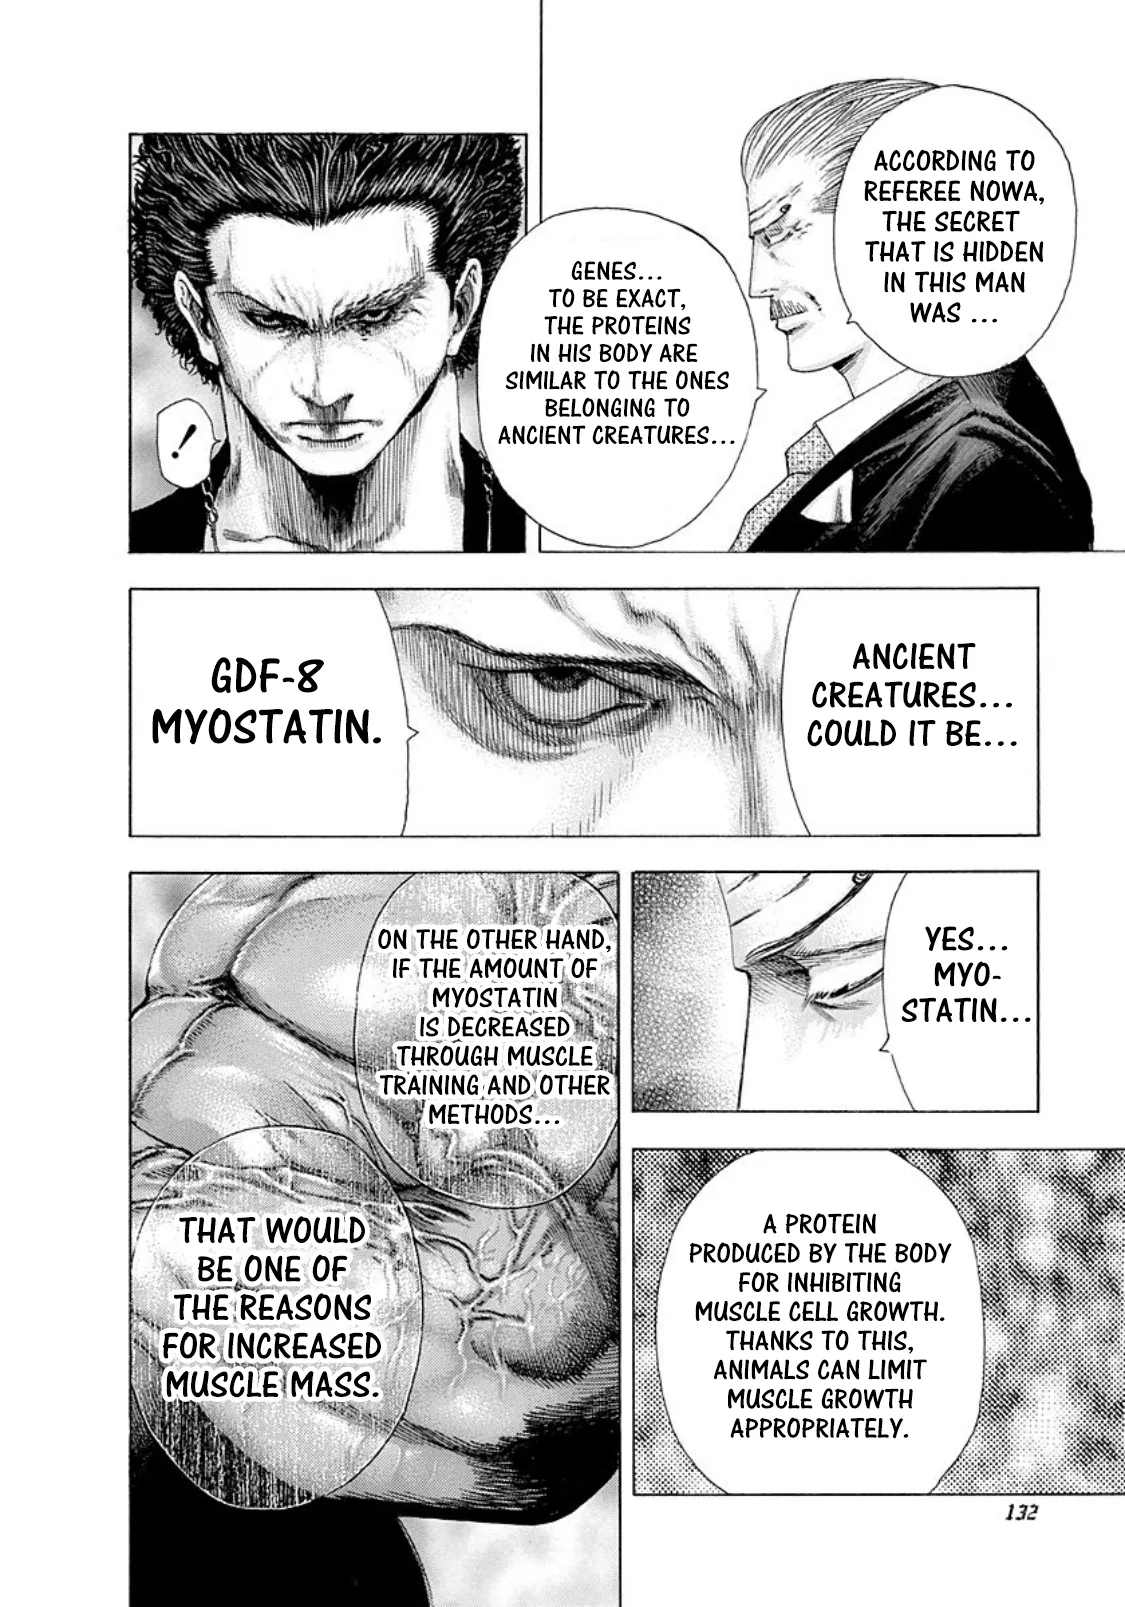 ACCORDING TO
REFEREE NOWA,
THE SECRET
THAT IS HIDDEN
IN THIS MAN
WAS ...
GENES...
TO BE EXACT,
THE PROTEINS
IN HIS BODY ARE
SIMILAR TO THE ONES
BELONGING TO
ANCIENT CREATURES...
!
ANCIENT
CREATURES...
COULD IT BE...
GDF-8
MYOSTATIN.
YES...
MYO-
STATIN...
A PROTEIN
PRODUCED BY THE BODY
FOR INHIBITING
MUSCLE CELL GROWTH.
THANKS TO THIS,
ANIMALS CAN LIMIT
MUSCLE GROWTH
APPROPRIATELY.
ON THE OTHER HAND,
IF THE AMOUNT OF
MYOSTATIN
IS DECREASED
THROUGH MUSCLE
TRAINING AND OTHER
METHODS...
THAT WOULD
BE ONE OF
THE REASONS
FOR INCREASED
MUSCLE MASS.
132